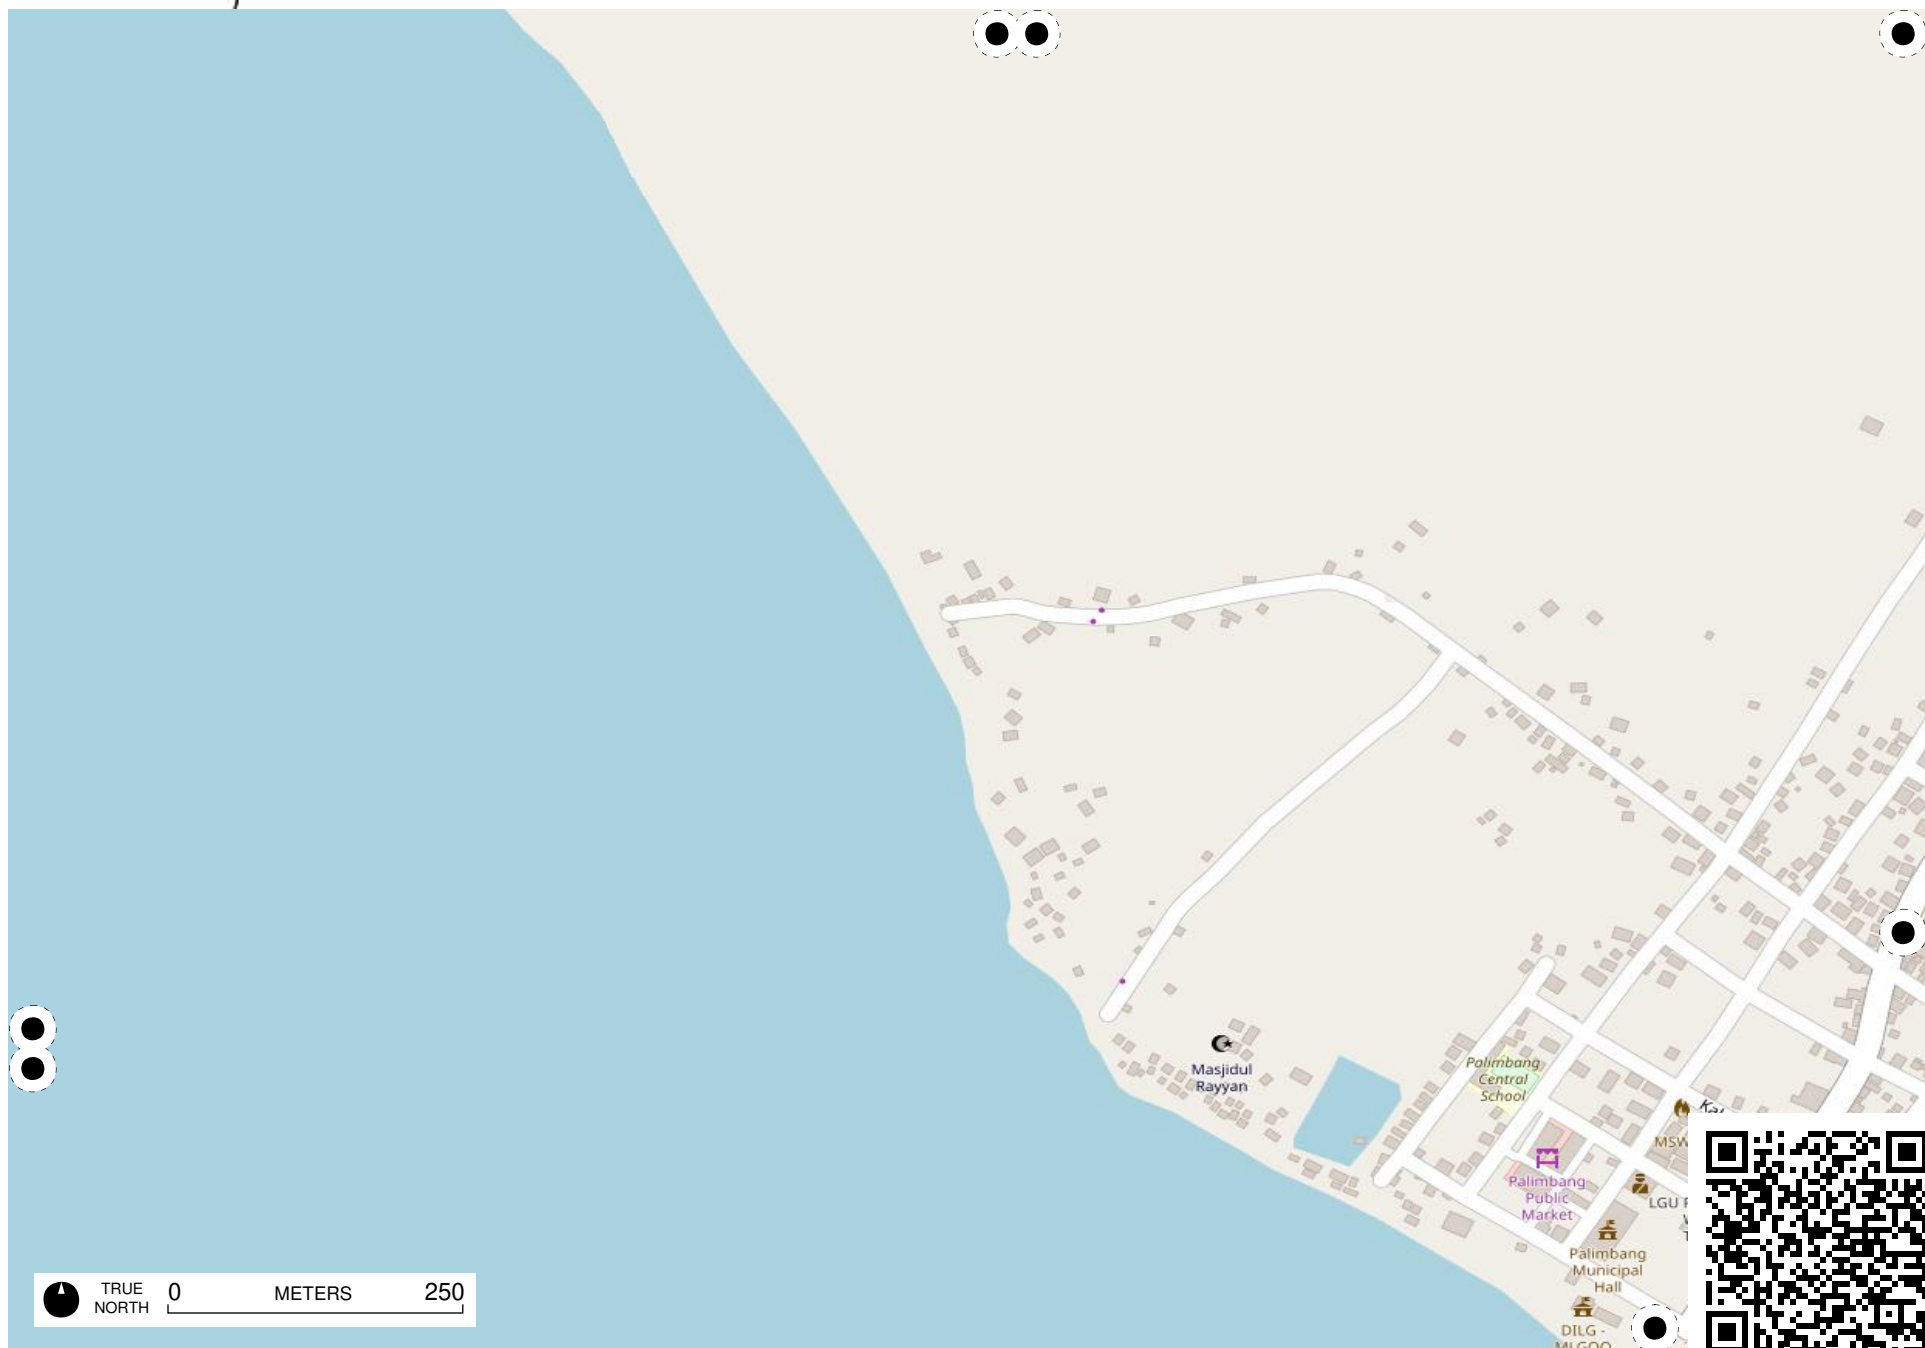 Masjidul
Rayyan
Palimbang
Central
School
MSW
Palimbang
Public
Market
LGU
Palimbang
Municipal
Hall
DILG -
TRUE
NORTH
0 METERS 250